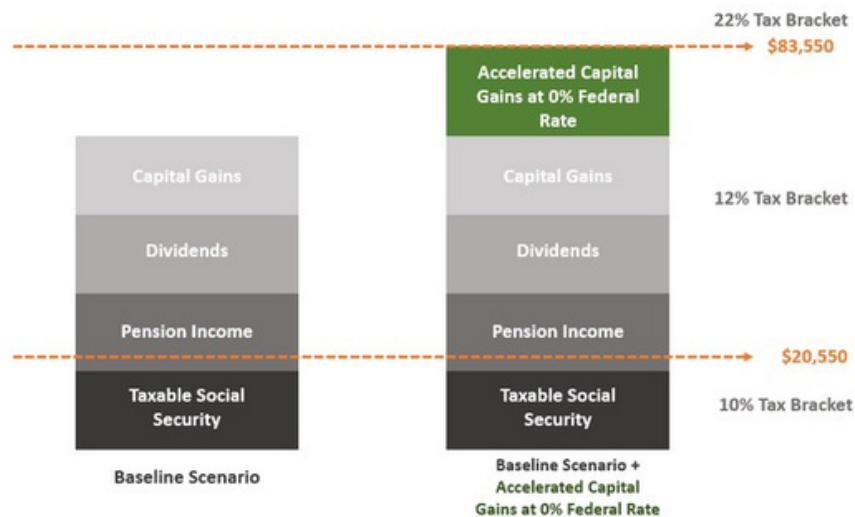 22% Tax Bracket
$83,550
Accelerated Capital
Gains at 0% Federal
Rate
Capital Gains
Capital Gains
12% Tax Bracket
Dividends
Dividends
Pension Income
Pension Income
$20,550
Taxable Social
Security
Taxable Social
Security
10% Tax Bracket
Baseline Scenario
Baseline Scenario +
Accelerated Capital
Gains at 0% Federal Rate